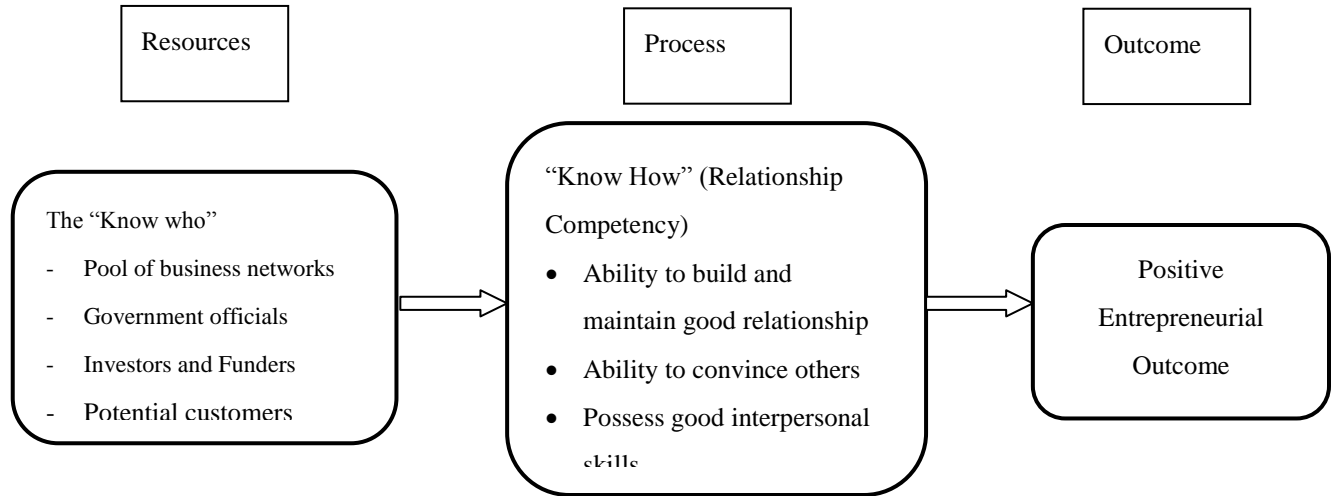 Resources
Process
Outcome
The “Know who”
- Pool of business networks
- Government officials
- Investors and Funders
- Potential customers
“Know How” (Relationship
Competency)
• Ability to build and
maintain good relationship
• Ability to convince others
• Possess good interpersonal
skills
Positive
Entrepreneurial
Outcome